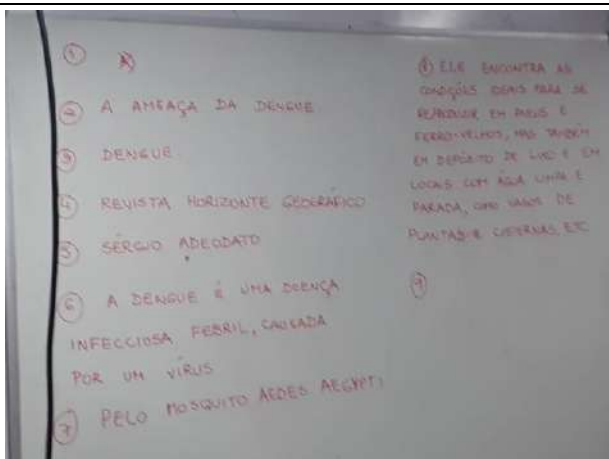 ① A)
② A AMEAÇA DA DENGUE
③ DENGUE
④ REVISTA HORIZONTE GEOGRÁFICO
⑤ SÉRGIO ADEODATO
⑥ A DENGUE É UMA DOENÇA
INFECCIOSA, FEBRIL, CAUSADA
POR UM VÍRUS
⑦ PELO MOSQUITO AEDES AEGYPTI
⑧ ELE ENCONTRA AS
CONDIÇÕES IDEAIS PARA SE
REPRODUZIR EM PNEUS E
FERRO-VELHOS, MAS TAMBÉM
EM DEPÓSITO DE LIXO E EM
LOCAIS COM ÁGUA LIMPA E
PARADA, COMO VASOS DE
PLANTAS E CISTERNAS, ETC
⑨